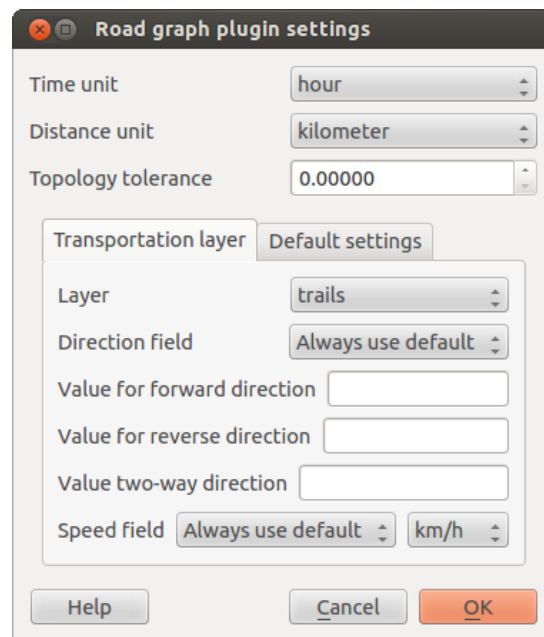 Road graph plugin settings
Time unit hour
Distance unit kilometer
Topology tolerance 0.00000
Transportation layer Default settings
Layer trails
Direction field Always use default
Value for forward direction
Value for reverse direction
Value two-way direction
Speed field Always use default km/h
Help Cancel OK